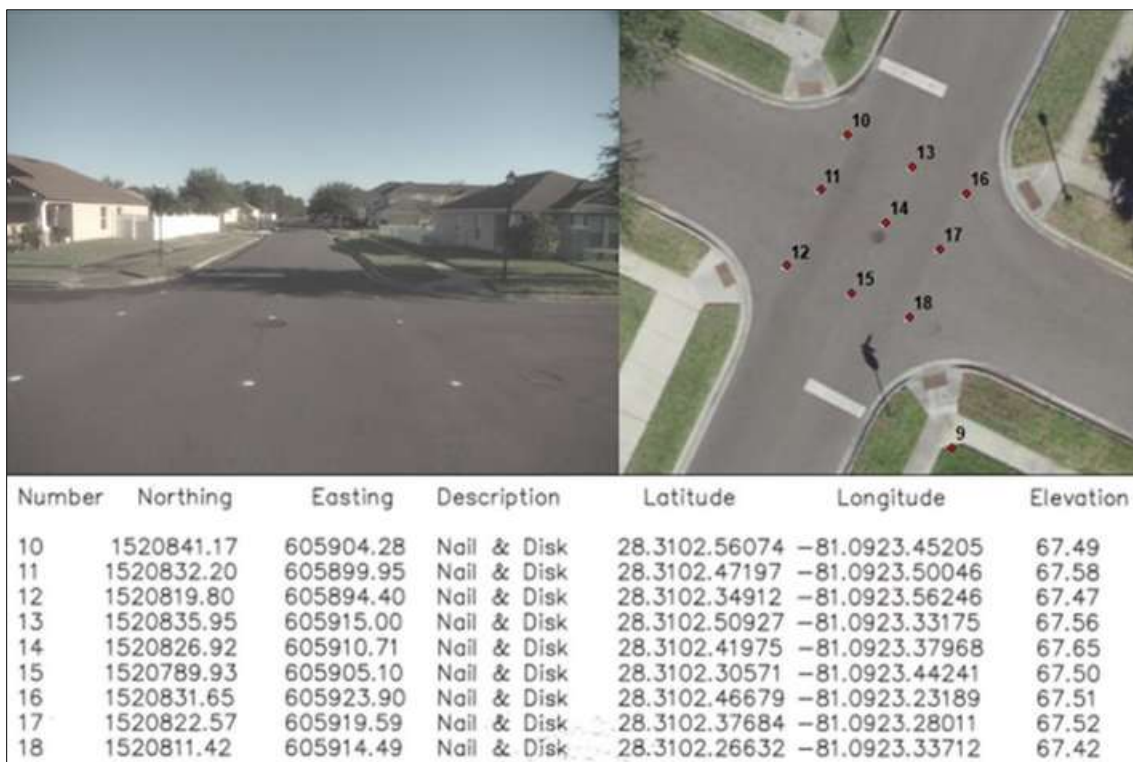 10
13
11
16
14
17
12
15
18
9
Number Northing Easting Description Latitude Longitude Elevation
10 1520841.17 605904.28 Nail & Disk 28.3102.56074 -81.0923.45205 67.49
11 1520832.20 605899.95 Nail & Disk 28.3102.47197 -81.0923.50046 67.58
12 1520819.80 605894.40 Nail & Disk 28.3102.34912 -81.0923.56246 67.47
13 1520835.95 605915.00 Nail & Disk 28.3102.50927 -81.0923.33175 67.56
14 1520826.92 605910.71 Nail & Disk 28.3102.41975 -81.0923.37968 67.65
15 1520789.93 605905.10 Nail & Disk 28.3102.30571 -81.0923.44241 67.50
16 1520831.65 605923.90 Nail & Disk 28.3102.46679 -81.0923.23189 67.51
17 1520822.57 605919.59 Nail & Disk 28.3102.37684 -81.0923.28011 67.52
18 1520811.42 605914.49 Nail & Disk 28.3102.26632 -81.0923.33712 67.42